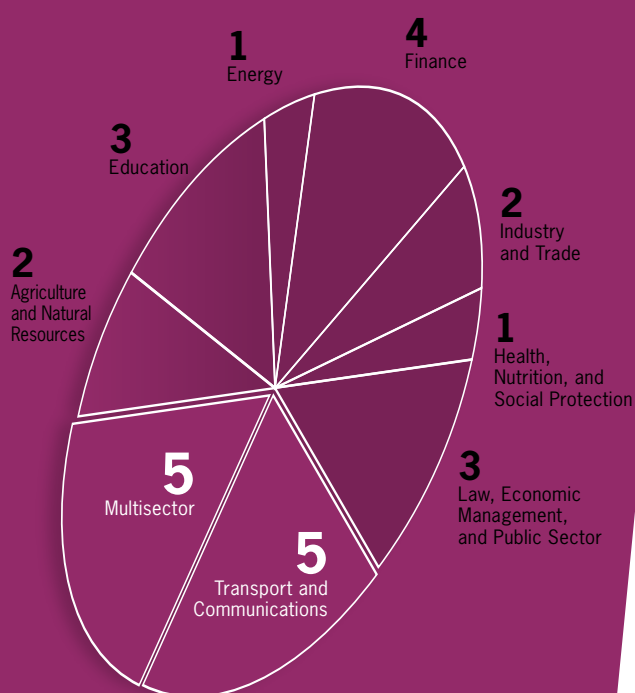 4
Finance
1
Energy
3
Education
2
Industry
and Trade
2
Agriculture
and Natural
Resources
1
Health,
Nutrition, and
Social Protection
3
Law, Economic
Management,
and Public Sector
5
Multisector
5
Transport and
Communications